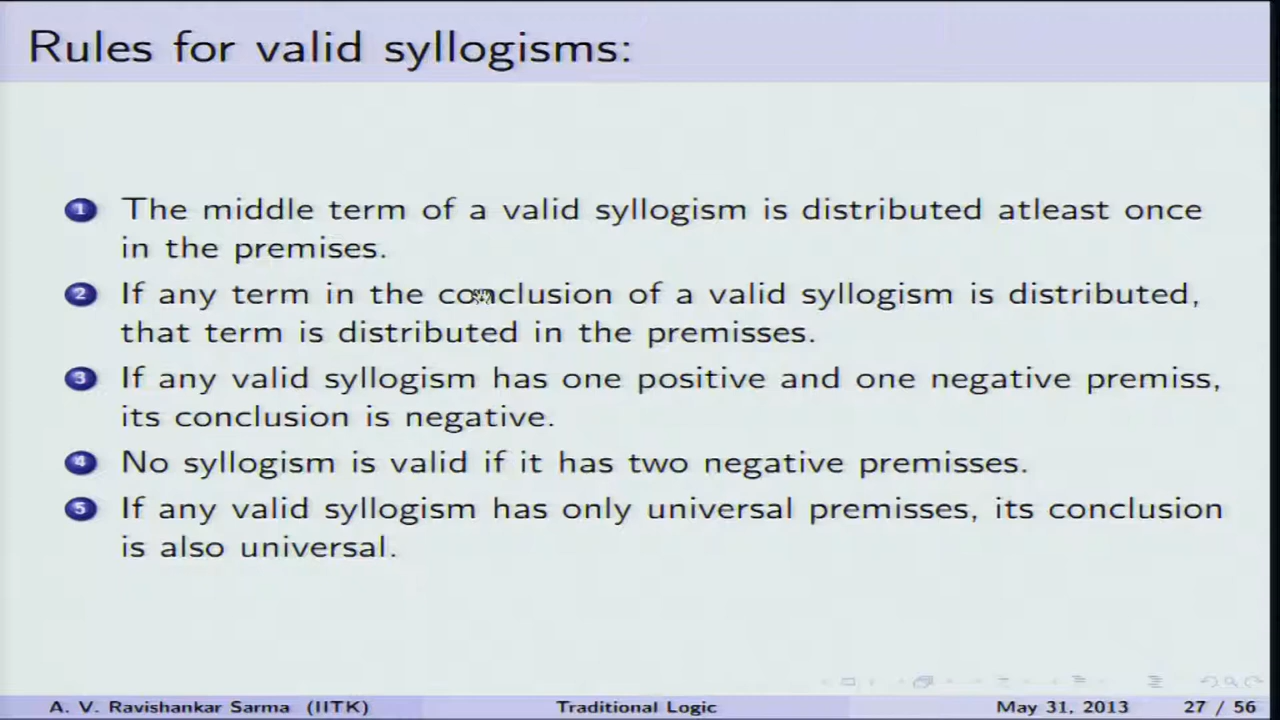 Rules for valid syllogisms:
1 The middle term of a valid syllogism is distributed atleast once
in the premises.
2 If any term in the conclusion of a valid syllogism is distributed,
that term is distributed in the premisses.
3 If any valid syllogism has one positive and one negative premiss,
its conclusion is negative.
4 No syllogism is valid if it has two negative premisses.
5 If any valid syllogism has only universal premisses, its conclusion
is also universal.
A. V. Ravishankar Sarma (IITK) Traditional Logic May 31, 2013 27 / 56